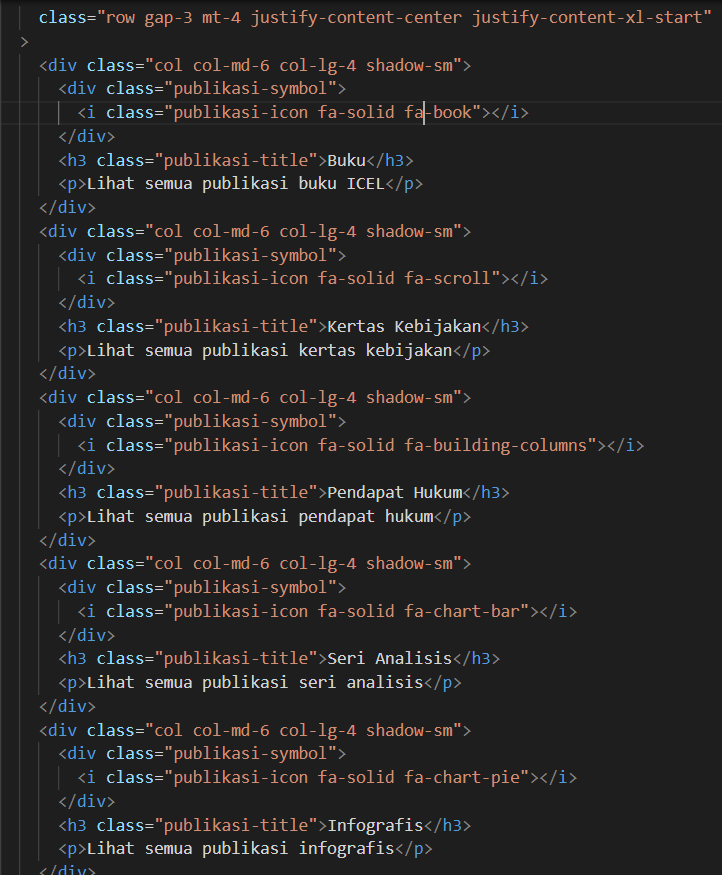 class="row gap-3 mt-4 justify-content-center justify-content-xl-start"
>
<div class="col col-md-6 col-lg-4 shadow-sm">
<div class="publikasi-symbol">
<i class="publikasi-icon fa-solid fa-book"></i>
</div>
<h3 class="publikasi-title">Buku</h3>
<p>Lihat semua publikasi buku ICEL</p>
</div>
<div class="col col-md-6 col-lg-4 shadow-sm">
<div class="publikasi-symbol">
<i class="publikasi-icon fa-solid fa-scroll"></i>
</div>
<h3 class="publikasi-title">Kertas Kebijakan</h3>
<p>Lihat semua publikasi kertas kebijakan</p>
</div>
<div class="col col-md-6 col-lg-4 shadow-sm">
<div class="publikasi-symbol">
<i class="publikasi-icon fa-solid fa-building-columns"></i>
</div>
<h3 class="publikasi-title">Pendapat Hukum</h3>
<p>Lihat semua publikasi pendapat hukum</p>
</div>
<div class="col col-md-6 col-lg-4 shadow-sm">
<div class="publikasi-symbol">
<i class="publikasi-icon fa-solid fa-chart-bar"></i>
</div>
<h3 class="publikasi-title">Seri Analisis</h3>
<p>Lihat semua publikasi seri analisis</p>
</div>
<div class="col col-md-6 col-lg-4 shadow-sm">
<div class="publikasi-symbol">
<i class="publikasi-icon fa-solid fa-chart-pie"></i>
</div>
<h3 class="publikasi-title">Infografis</h3>
<p>Lihat semua publikasi infografis</p>
</div>